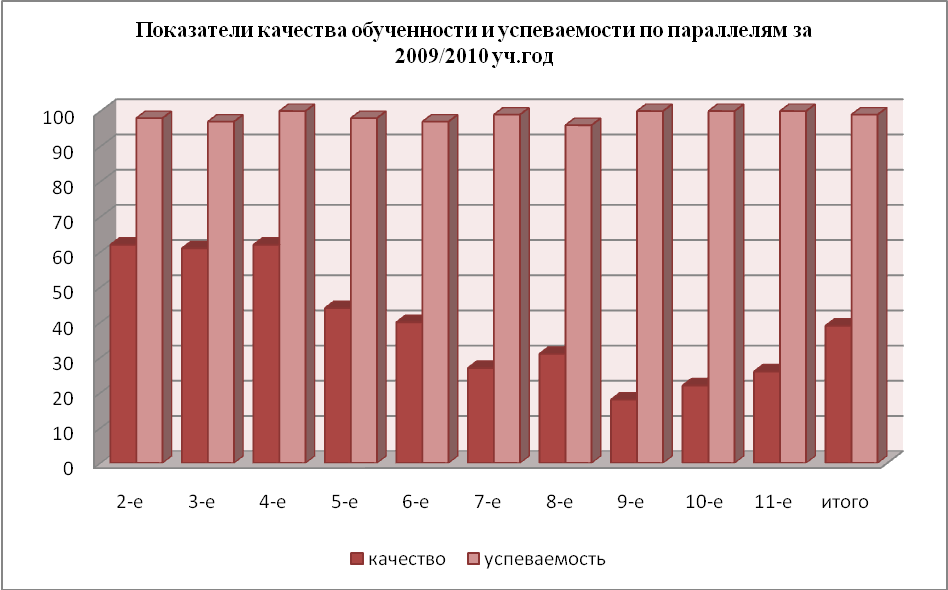 Показатели качества обученности и успеваемости по параллелям за
2009/2010 уч.год
100
90
80
70
60
50
40
30
20
10
0
2-е 3-е 4-е 5-е 6-е 7-е 8-е 9-е 10-е 11-е итого
качество успеваемость